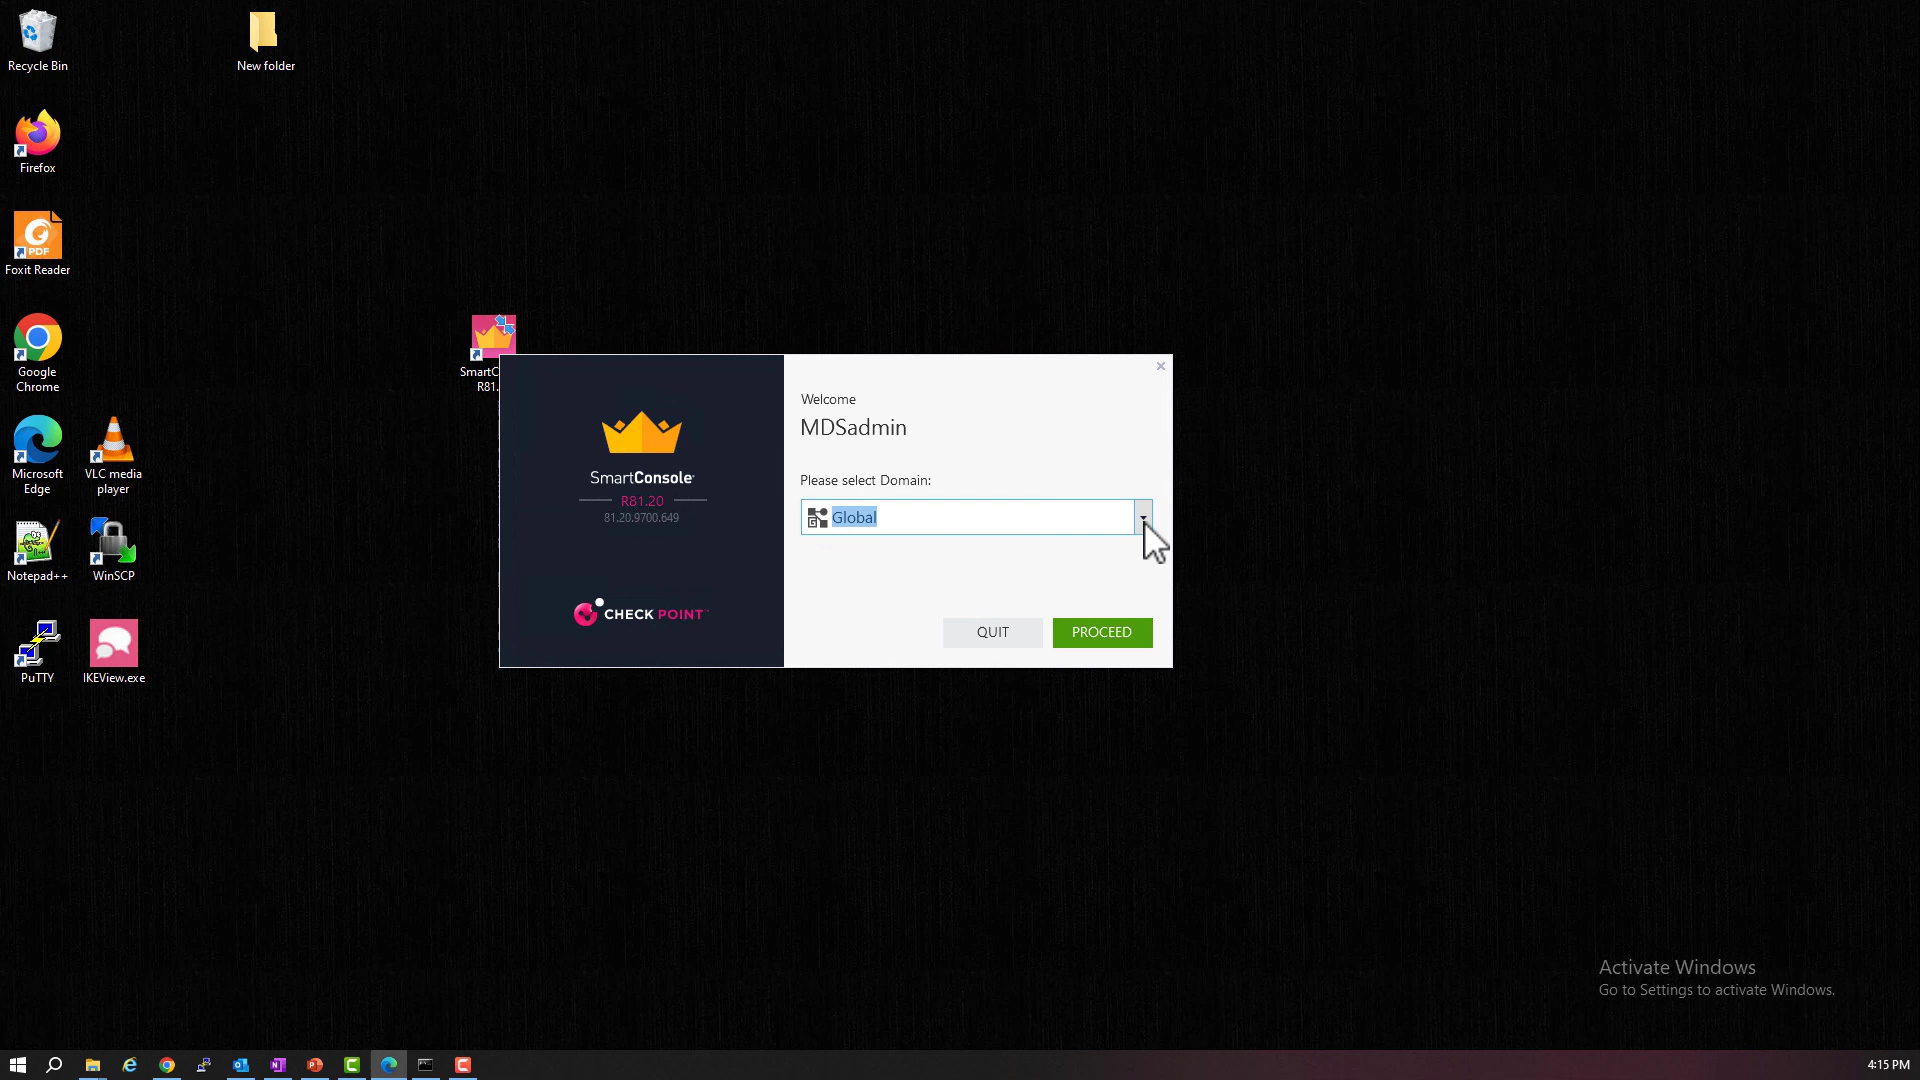 Recycle Bin
New folder
Firefox
PDF
Foxit Reader
Google
Chrome
SmartC
R81.
Microsoft
Edge
VLC media
player
Notepad++
WinSCP
PuTTY
IKEView.exe
SmartConsole
R81.20
81.20.9700.649
CHECK POINT
Welcome
MDSadmin
Please select Domain:
Global
QUIT
PROCEED
Activate Windows
Go to Settings to activate Windows.
4:15 PM